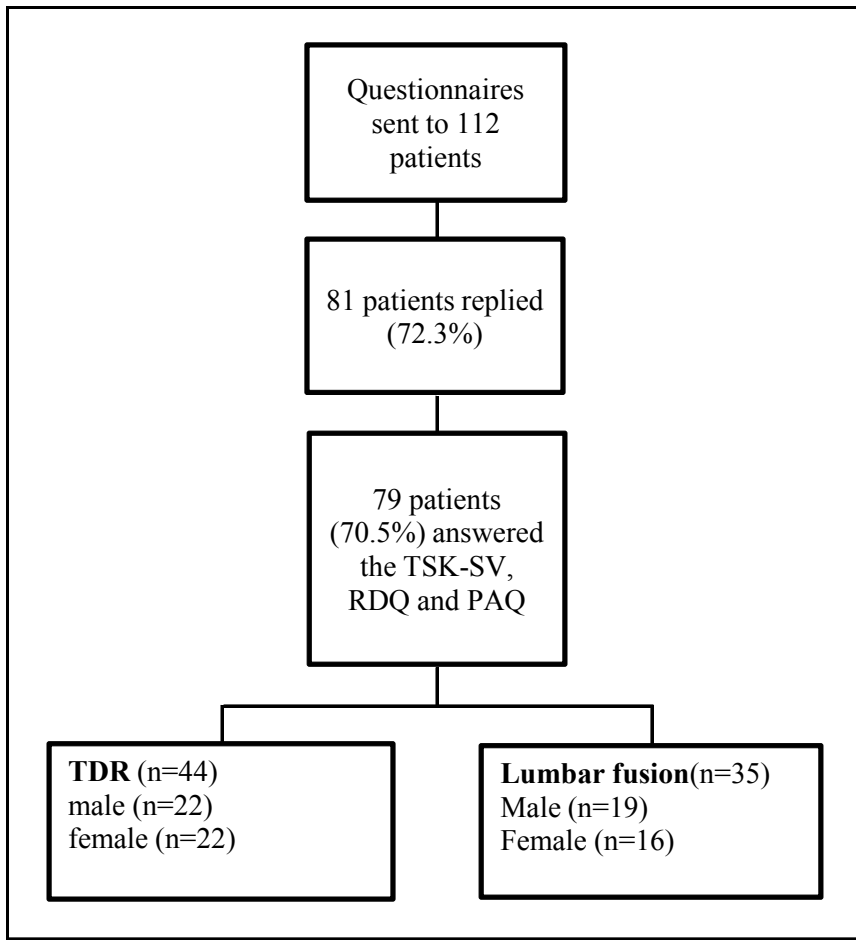 Questionnaires
sent to 112
patients
81 patients replied
(72.3%)
79 patients
(70.5%) answered
the TSK-SV,
RDQ and PAQ
TDR (n=44)
male (n=22)
female (n=22)
Lumbar fusion(n=35)
Male (n=19)
Female (n=16)